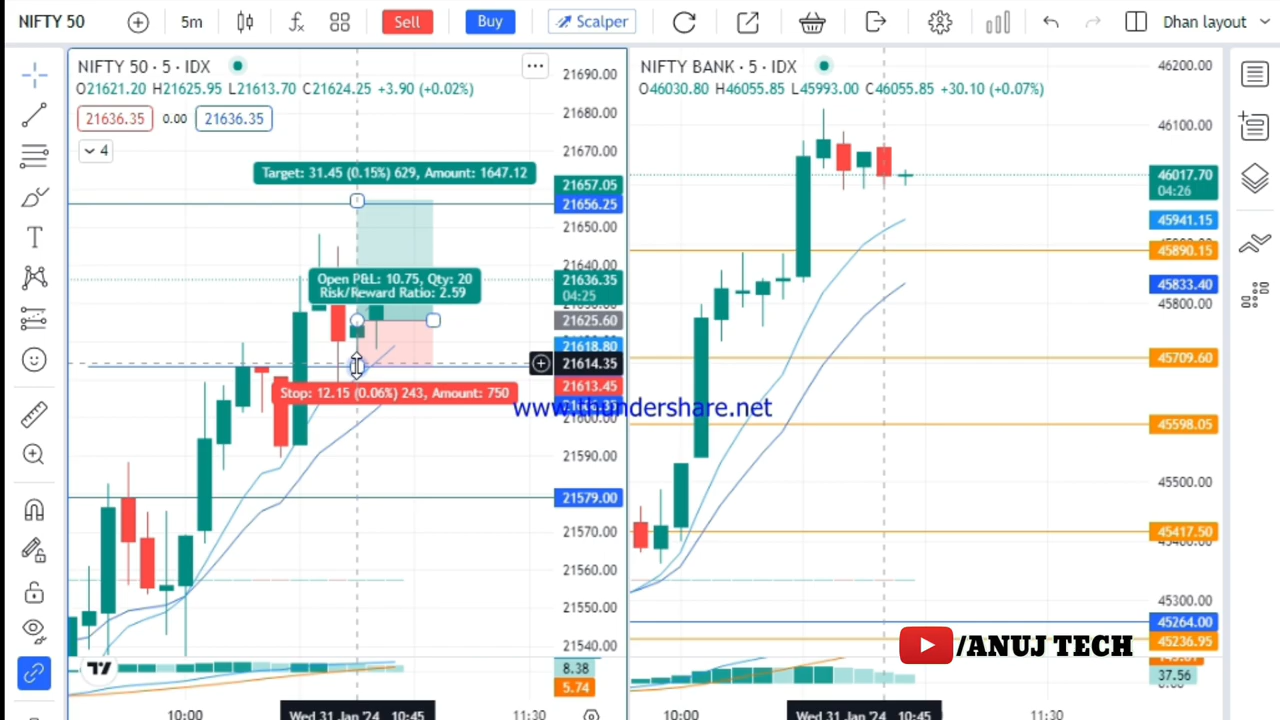 NIFTY 50
5m
Sell
Buy
Scalper
Dhan layout
NIFTY 50 · 5 · IDX
O21621.20 H21625.95 L21613.70 C21624.25 +3.90 (+0.02%)
21636.35 0.00 21636.35
4
Target: 31.45 (0.15%) 629, Amount: 1647.12
Open P&L: 10.75, Qty: 20
Risk/Reward Ratio: 2.59
Stop: 12.15 (0.06%) 243, Amount: 750
21690.00
21680.00
21670.00
21657.05
21656.25
21650.00
21640.00
21636.35
04:25
21625.60
21618.80
21614.35
21613.45
21600.00
21590.00
21579.00
21570.00
21560.00
21550.00
21540.00
8.38
5.74
10:00
Wed 31 Jan '24 10:45
11:30
NIFTY BANK · 5 · IDX
O46030.80 H46055.85 L45993.00 C46055.85 +30.10 (+0.07%)
46200.00
46100.00
46017.70
04:26
45941.15
45890.15
45833.40
45800.00
45709.60
45598.05
45500.00
45417.50
45300.00
45264.00
45236.95
37.56
10:00
Wed 31 Jan '24 10:45
11:30
www.thundershare.net
/ANUJ TECH